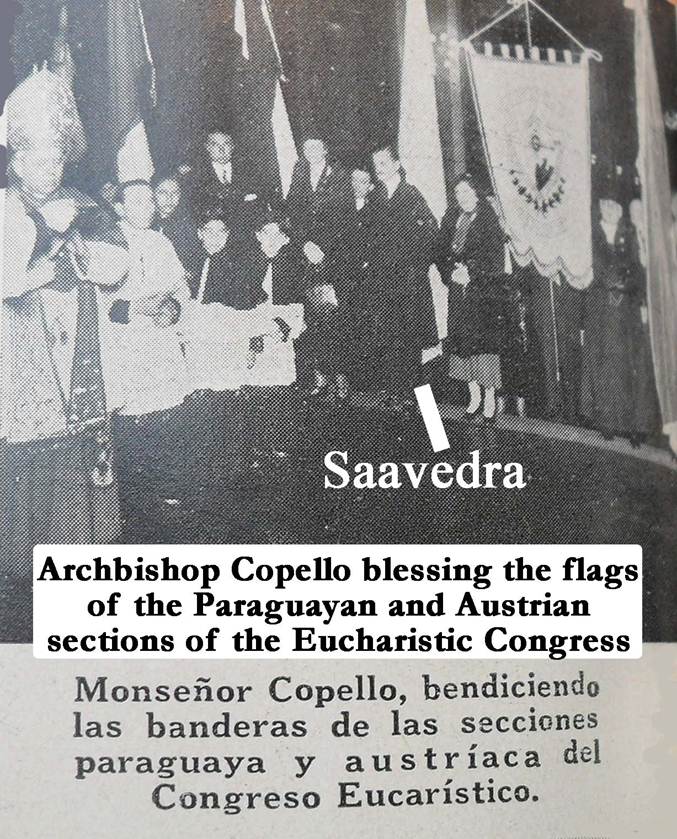 Saavedra
Archbishop Copello blessing the flags
of the Paraguayan and Austrian
sections of the Eucharistic Congress
Monseñor Copello, bendiciendo
las banderas de las secciones
paraguaya y austríaca del
Congreso Eucarístico.